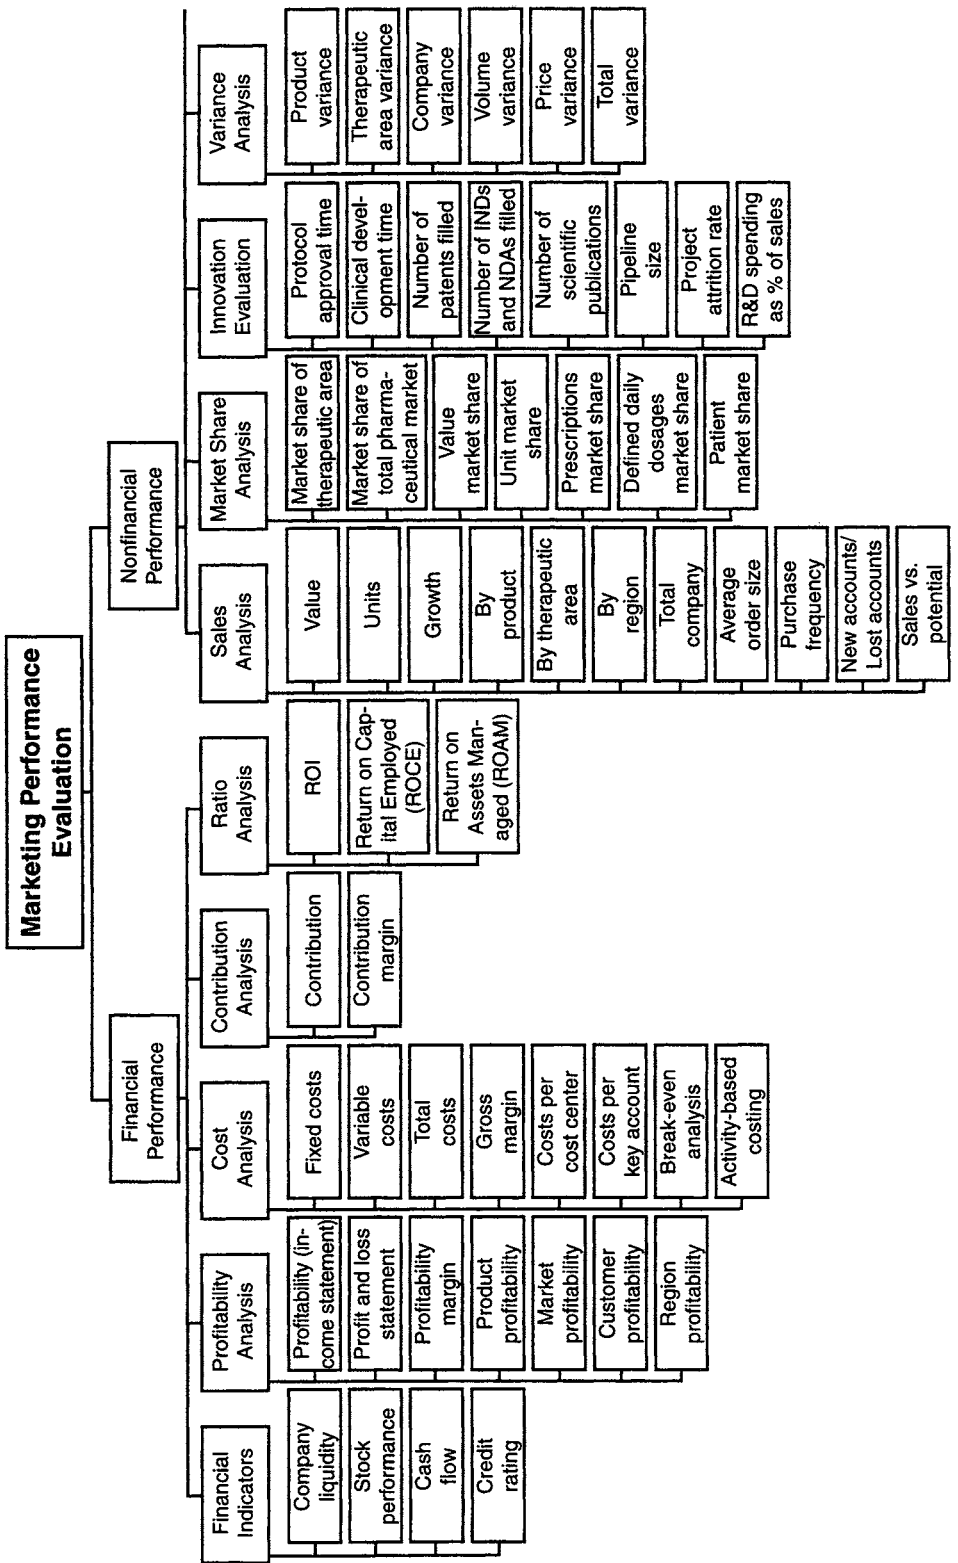 Marketing Performance
Evaluation
Financial
Performance
Nonfinancial
Performance
Financial
Indicators
Company
liquidity
Stock
performance
Cash
flow
Credit
rating
Profitability
Analysis
Profitability (in-
come statement)
Profit and loss
statement
Profitability
margin
Product
profitability
Market
profitability
Customer
profitability
Region
profitability
Cost
Analysis
Fixed costs
Variable
costs
Total
costs
Gross
margin
Costs per
cost center
Costs per
key account
Break-even
analysis
Activity-based
costing
Contribution
Analysis
Contribution
Contribution
margin
Ratio
Analysis
ROI
Return on Cap-
ital Employed
(ROCE)
Return on
Assets Man-
aged (ROAM)
Sales
Analysis
Value
Units
Growth
By
product
By therapeutic
area
By
region
Total
company
Average
order size
Purchase
frequency
New accounts/
Lost accounts
Sales vs.
potential
Market Share
Analysis
Market share of
therapeutic area
Market share of
total pharma-
ceutical market
Value
market share
Unit market
share
Prescriptions
market share
Defined daily
dosages
market share
Patient
market share
Innovation
Evaluation
Protocol
approval time
Clinical devel-
opment time
Number of
patents filled
Number of INDs
and NDAs filled
Number of
scientific
publications
Pipeline
size
Project
attrition rate
R&D spending
as % of sales
Variance
Analysis
Product
variance
Therapeutic
area variance
Company
variance
Volume
variance
Price
variance
Total
variance